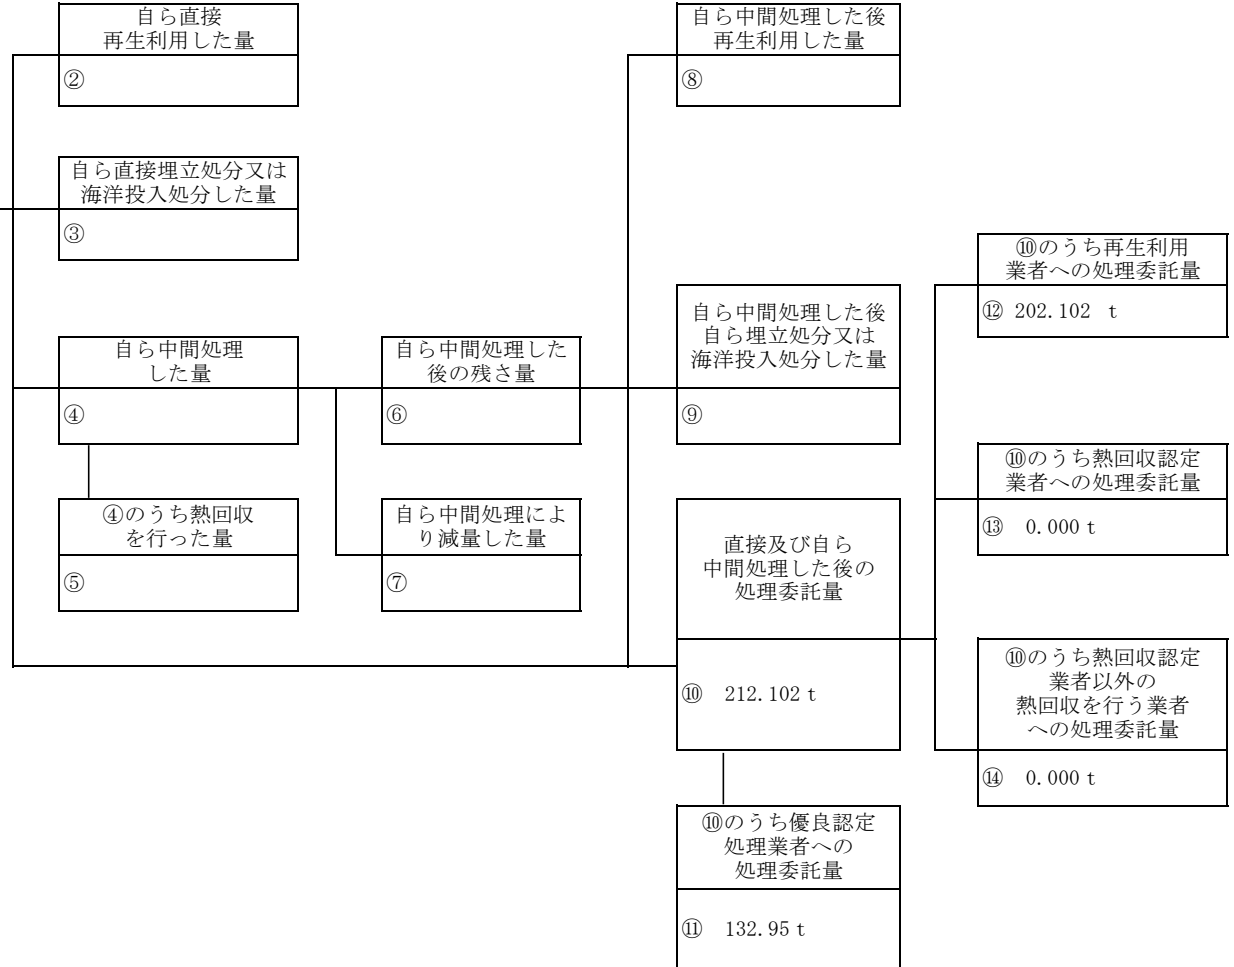 自ら直接
再生利用した量
②
自ら直接埋立処分又は
海洋投入処分した量
③
自ら中間処理
した量
④
④のうち熱回収
を行った量
⑤
自ら中間処理した
後の残さ量
⑥
自ら中間処理によ
り減量した量
⑦
自ら中間処理した後
再生利用した量
⑧
自ら中間処理した後
自ら埋立処分又は
海洋投入処分した量
⑨
直接及び自ら
中間処理した後の
処理委託量
⑩ 212.102 t
⑩のうち優良認定
処理業者への
処理委託量
⑪ 132.95 t
⑩のうち再生利用
業者への処理委託量
⑫ 202.102 t
⑩のうち熱回収認定
業者への処理委託量
⑬ 0.000 t
⑩のうち熱回収認定
業者以外の
熱回収を行う業者
への処理委託量
⑭ 0.000 t